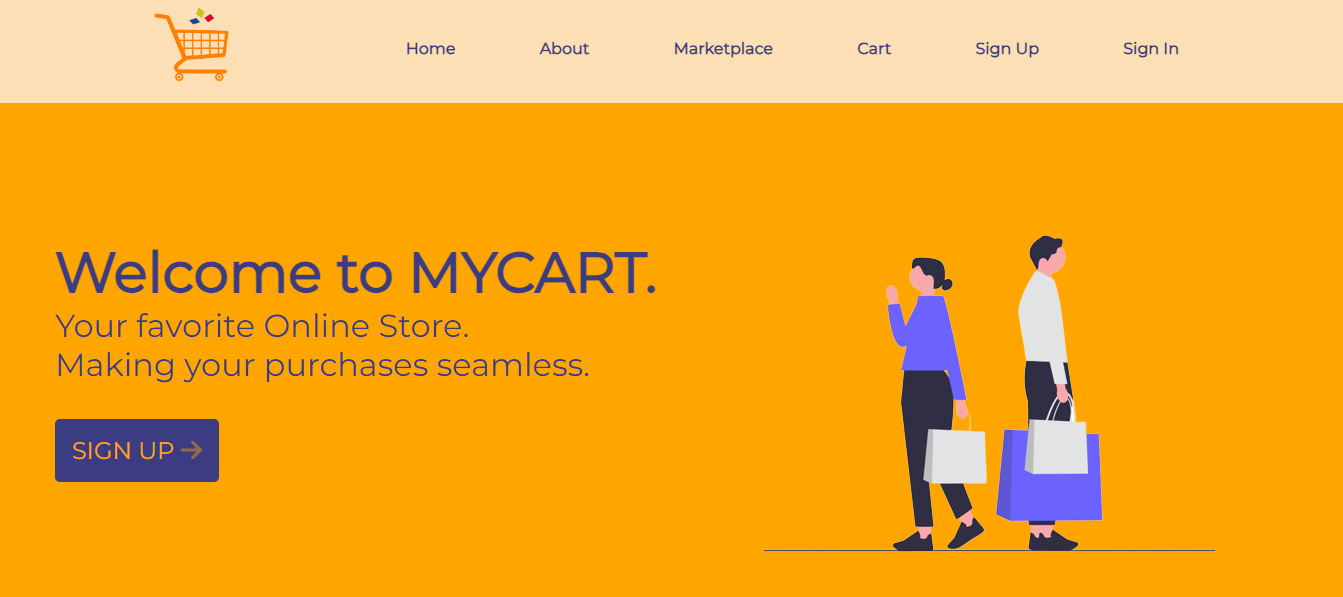 Home About Marketplace Cart Sign Up Sign In
Welcome to MYCART.
Your favorite Online Store.
Making your purchases seamless.
SIGN UP